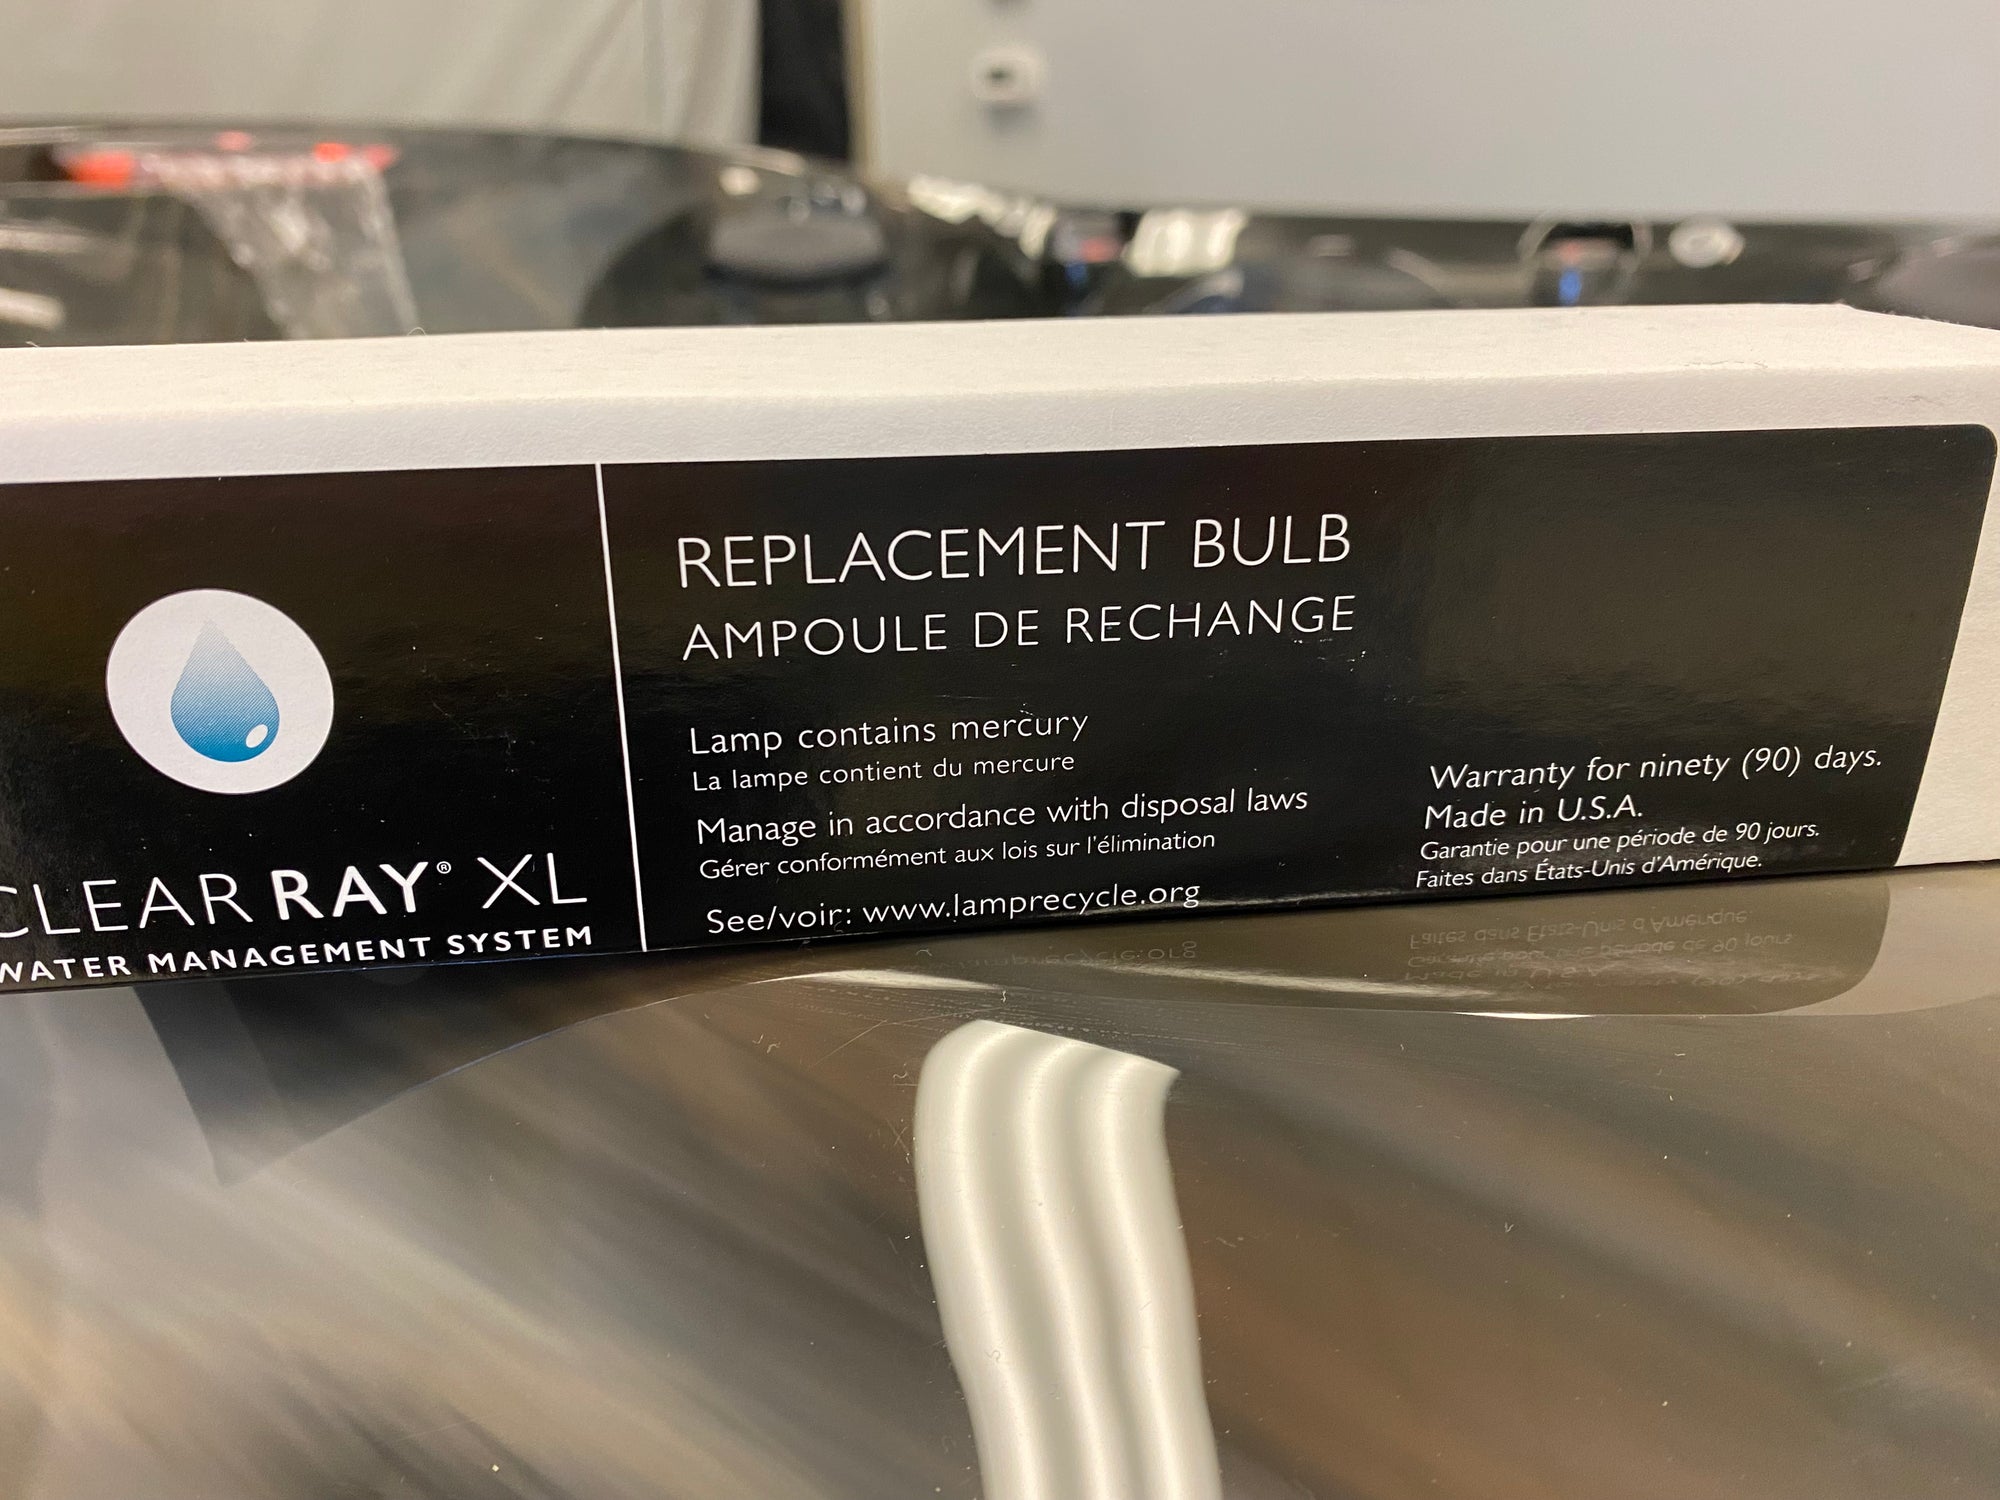 CLEARRAY® XL
WATER MANAGEMENT SYSTEM
REPLACEMENT BULB
AMPOULE DE RECHANGE
Lamp contains mercury
La lampe contient du mercure
Manage in accordance with disposal laws
Gérer conformément aux lois sur l'élimination
See/voir: www.lamprecycle.org
Warranty for ninety (90) days.
Made in U.S.A.
Garantie pour une période de 90 jours.
Faites dans États-Unis d'Amérique.